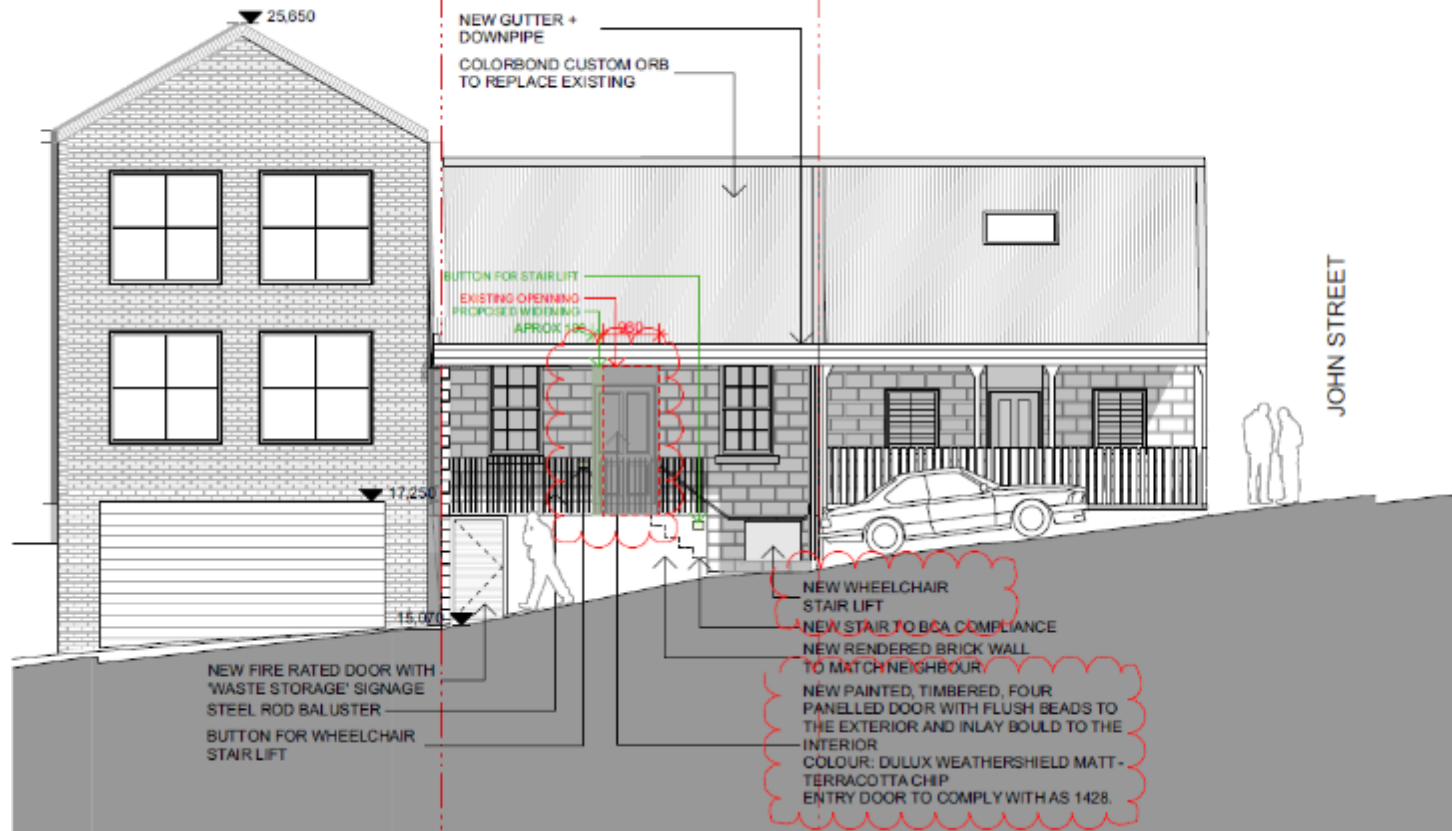 25,650
NEW GUTTER +
DOWNPIPE
COLORBOND CUSTOM ORB
TO REPLACE EXISTING
BUTTON FOR STAIR LIFT
EXISTING OPENNING
PROPOSED WIDENING
APROX
980
JOHN STREET
17,250
15,070
NEW WHEELCHAIR
STAIR LIFT
NEW STAIR TO BCA COMPLIANCE
NEW RENDERED BRICK WALL
TO MATCH NEIGHBOUR
NEW FIRE RATED DOOR WITH
'WASTE STORAGE' SIGNAGE
STEEL ROD BALUSTER
BUTTON FOR WHEELCHAIR
STAIR LIFT
NEW PAINTED, TIMBERED, FOUR
PANELLED DOOR WITH FLUSH BEADS TO
THE EXTERIOR AND INLAY BOULD TO THE
INTERIOR
COLOUR: DULUX WEATHERSHIELD MATT -
TERRACOTTA CHIP
ENTRY DOOR TO COMPLY WITH AS 1428.